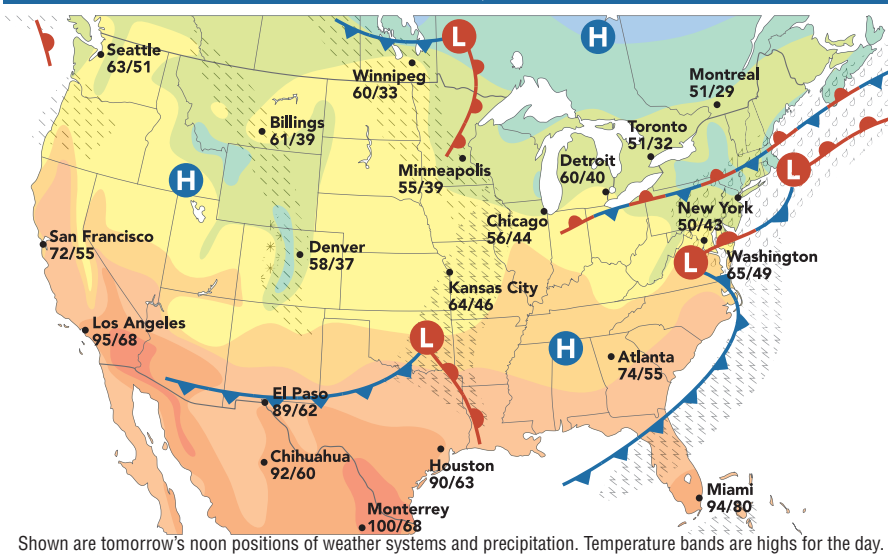 L
H
Seattle
63/51
Winnipeg
60/33
Montreal
51/29
Billings
61/39
Toronto
51/32
Minneapolis
55/39
Detroit
60/40
L
H
Chicago
56/44
New York
50/43
San Francisco
72/55
Denver
58/37
Washington
65/49
L
Kansas City
64/46
Los Angeles
95/68
L
H
Atlanta
74/55
El Paso
89/62
Chihuahua
92/60
Houston
90/63
Miami
94/80
Monterrey
100/68
Shown are tomorrow's noon positions of weather systems and precipitation. Temperature bands are highs for the day.